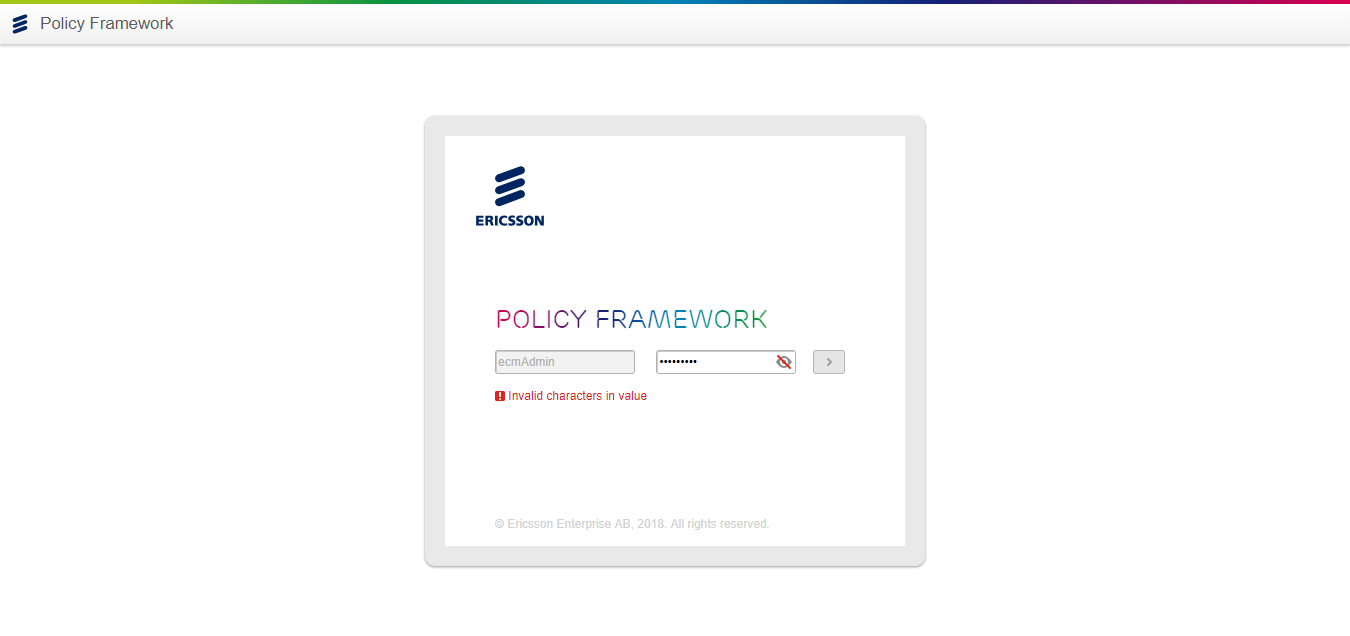 Policy Framework
ERICSSON
POLICY FRAMEWORK
ecmAdmin •••••••••
Invalid characters in value
© Ericsson Enterprise AB, 2018. All rights reserved.